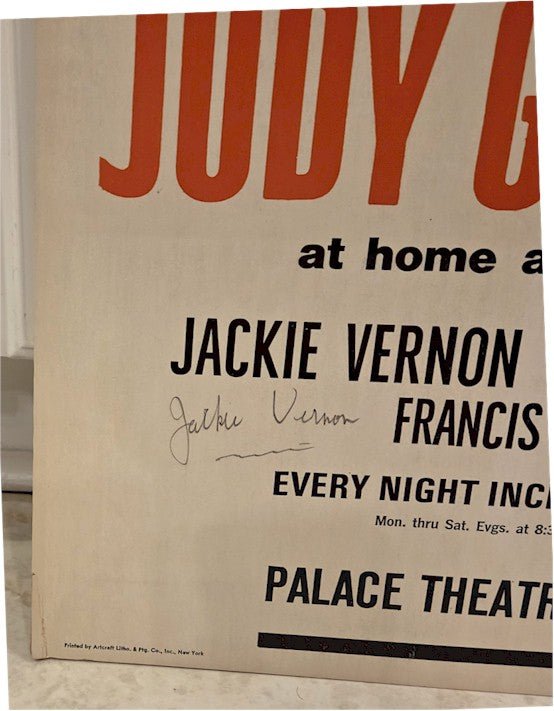 JUDY G
at home a
JACKIE VERNON
Jackie Vernon FRANCIS
EVERY NIGHT INC
Mon. thru Sat. Evgs. at 8:3
PALACE THEATR
Printed by Artcraft Litho. & Ptg. Co., Inc., New York